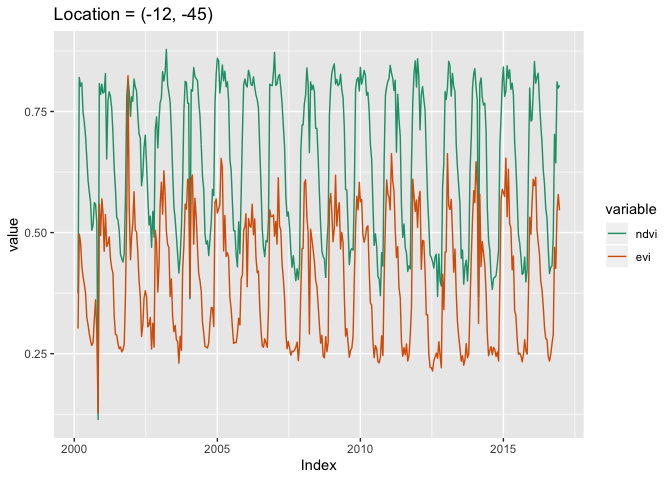 Location = (-12, -45)
0.75
0.50
0.25
value
2000
2005
2010
2015
Index
variable
ndvi
evi